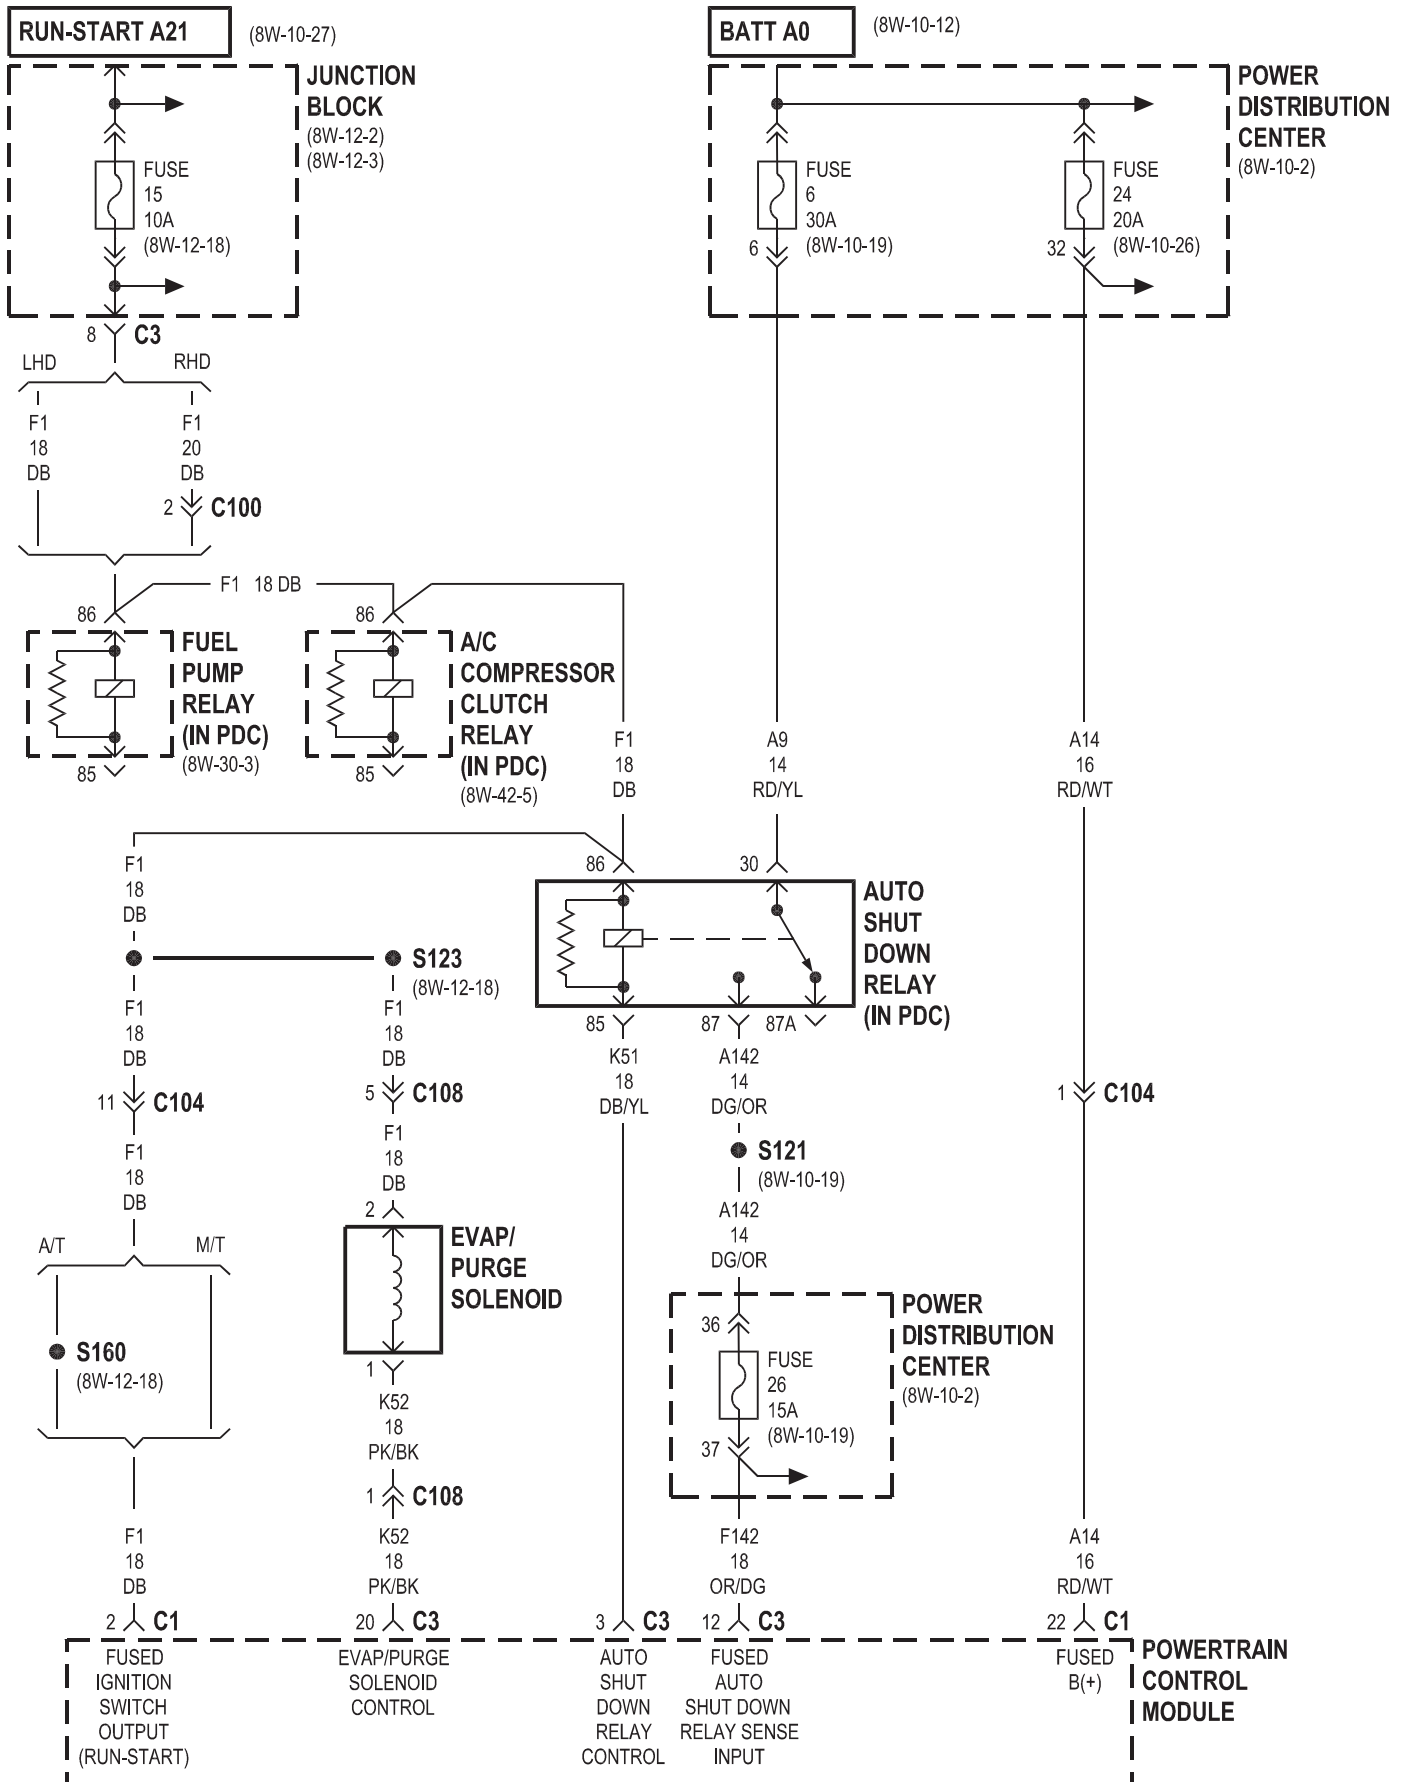 RUN-START A21
(8W-10-27)
BATT A0
(8W-10-12)
JUNCTION
BLOCK
(8W-12-2)
(8W-12-3)
FUSE
15
10A
(8W-12-18)
8
C3
POWER
DISTRIBUTION
CENTER
(8W-10-2)
FUSE
6
30A
(8W-10-19)
6
FUSE
24
20A
(8W-10-26)
32
LHD
RHD
F1
18
DB
F1
20
DB
2
C100
F1 18 DB
86
FUEL
PUMP
RELAY
(IN PDC)
(8W-30-3)
85
86
A/C
COMPRESSOR
CLUTCH
RELAY
(IN PDC)
(8W-42-5)
85
F1
18
DB
A9
14
RD/YL
A14
16
RD/WT
F1
18
DB
86
30
AUTO
SHUT
DOWN
RELAY
(IN PDC)
85
87
87A
S123
(8W-12-18)
F1
18
DB
F1
18
DB
K51
18
DB/YL
A142
14
DG/OR
11
C104
5
C108
1
C104
F1
18
DB
F1
18
DB
S121
(8W-10-19)
A142
14
DG/OR
2
EVAP/
PURGE
SOLENOID
1
A/T
M/T
S160
(8W-12-18)
POWER
DISTRIBUTION
CENTER
(8W-10-2)
36
FUSE
26
15A
(8W-10-19)
37
K52
18
PK/BK
1
C108
F1
18
DB
K52
18
PK/BK
F142
18
OR/DG
A14
16
RD/WT
2
C1
20
C3
3
C3
12
C3
22
C1
FUSED
IGNITION
SWITCH
OUTPUT
(RUN-START)
EVAP/PURGE
SOLENOID
CONTROL
AUTO
SHUT
DOWN
RELAY
CONTROL
FUSED
AUTO
SHUT DOWN
RELAY SENSE
INPUT
FUSED
B(+)
POWERTRAIN
CONTROL
MODULE